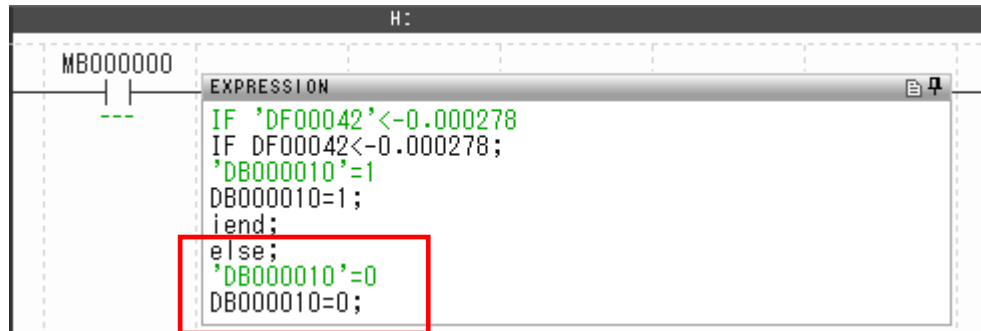 H:
MB000000
EXPRESSION
---
IF 'DF00042'<-0.000278
IF DF00042<-0.000278;
'DB000010'=1
DB000010=1;
iend;
else;
'DB000010'=0
DB000010=0;